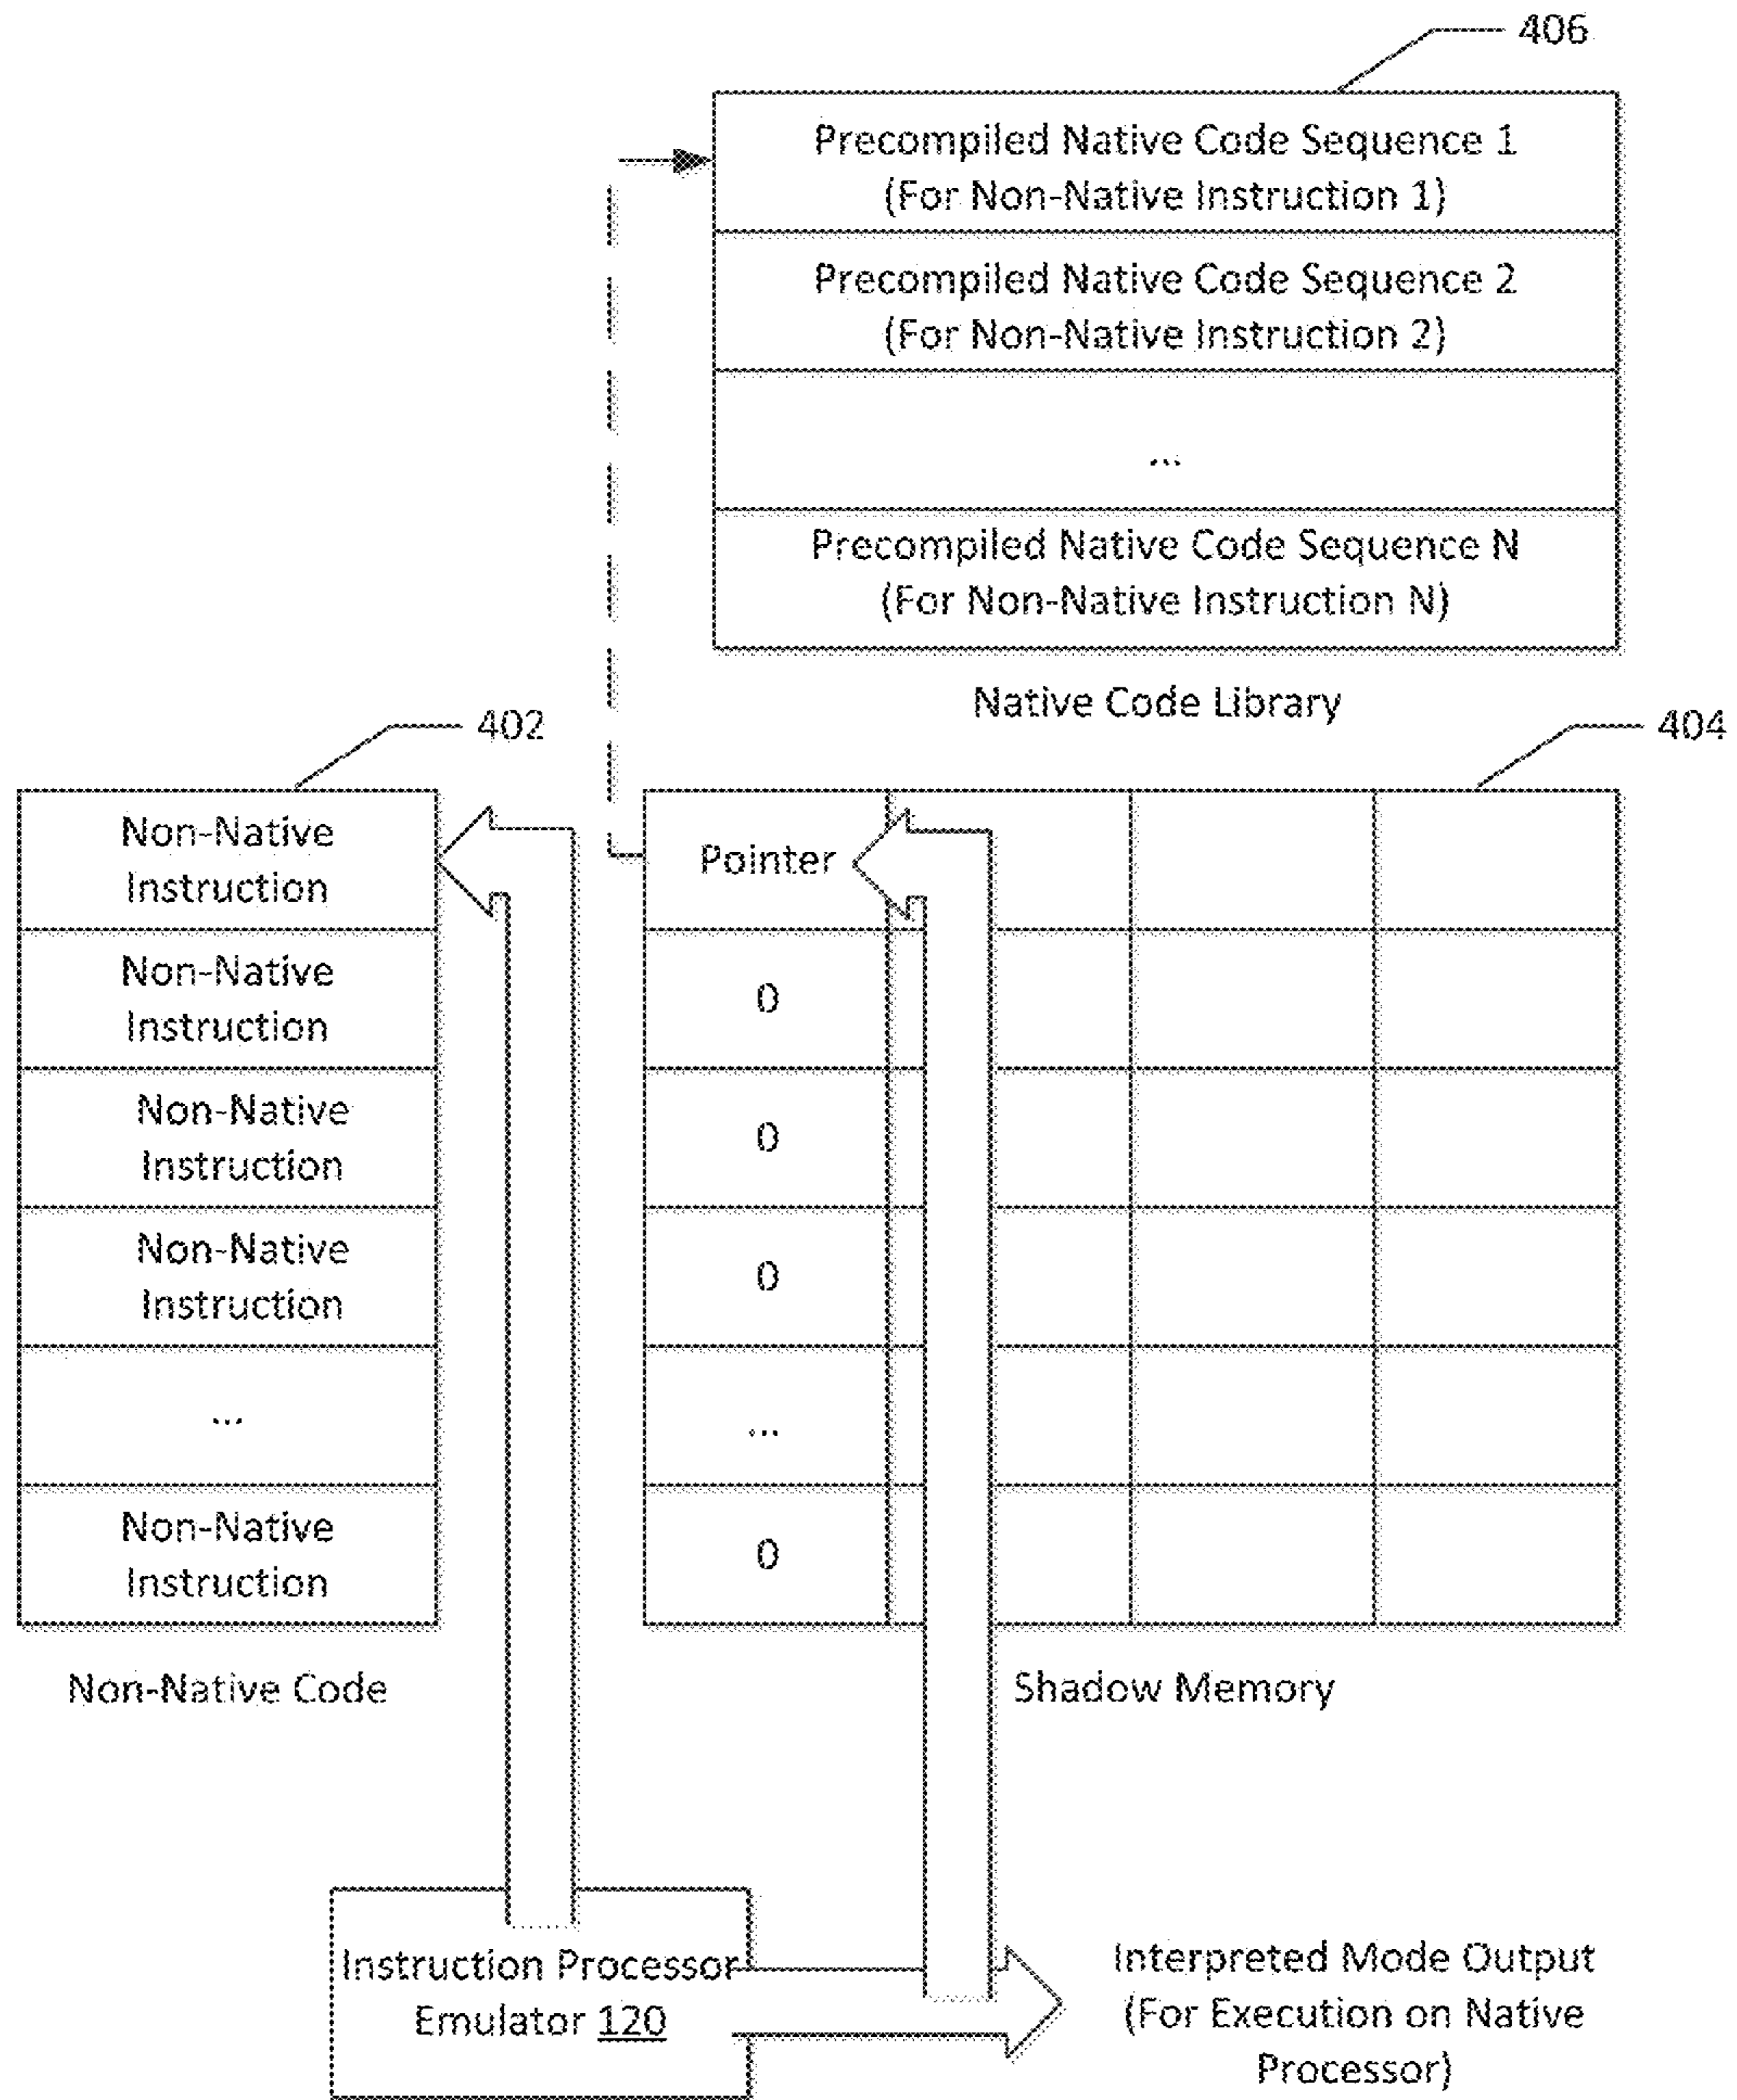 406
Precompiled Native Code Sequence 1
(For Non-Native Instruction 1)
Precompiled Native Code Sequence 2
(For Non-Native Instruction 2)
...
Precompiled Native Code Sequence N
(For Non-Native Instruction N)
Native Code Library
402
404
Non-Native
Instruction
Non-Native
Instruction
Non-Native
Instruction
Non-Native
Instruction
...
Non-Native
Instruction
Non-Native Code
Pointer
0
0
0
...
0
Shadow Memory
Instruction Processor
Emulator 120
Interpreted Mode Output
(For Execution on Native
Processor)